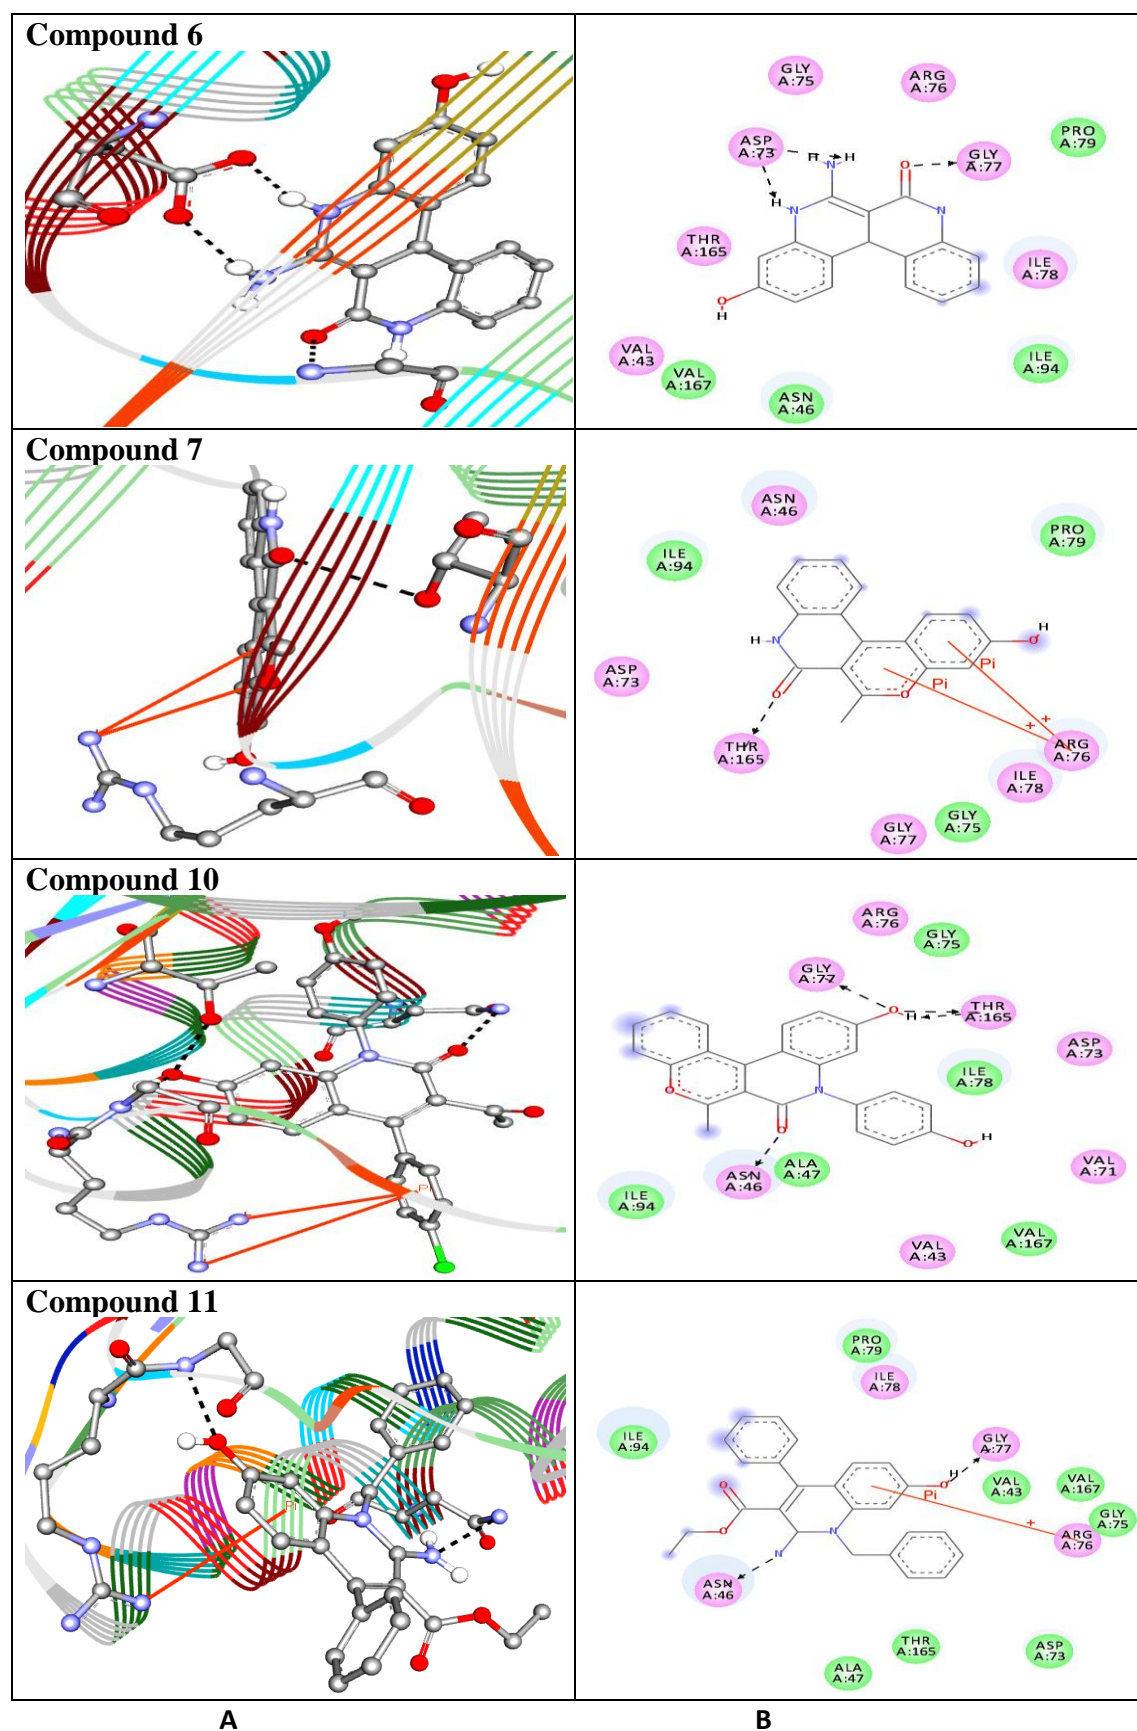 Compound 6
GLY
A:75
ARG
A:76
PRO
A:79
ASP
A:73
H H
N
O
GLY
A:77
H N
N
THR
A:165
ILE
A:78
O
H
VAL
A:43
VAL
A:167
ILE
A:94
ASN
A:46
Compound 7
ASN
A:46
PRO
A:79
ILE
A:94
H
H N
O
Pi
ASP
A:73
Pi
O
O
+
+
THR
A:165
ARG
A:76
ILE
A:78
GLY
A:77
GLY
A:75
Compound 10
Pi
ARG
A:76
GLY
A:75
GLY
A:77
O
H
THR
A:165
ASP
A:73
ILE
A:78
O
N
O
O H
ASN
A:46
ALA
A:47
VAL
A:71
ILE
A:94
VAL
A:43
VAL
A:167
Compound 11
Pi
PRO
A:79
ILE
A:78
ILE
A:94
GLY
A:77
H
O
O
Pi
VAL
A:43
VAL
A:167
GLY
A:75
O
N
+
ARG
A:76
N
ASN
A:46
THR
A:165
ASP
A:73
ALA
A:47
A B